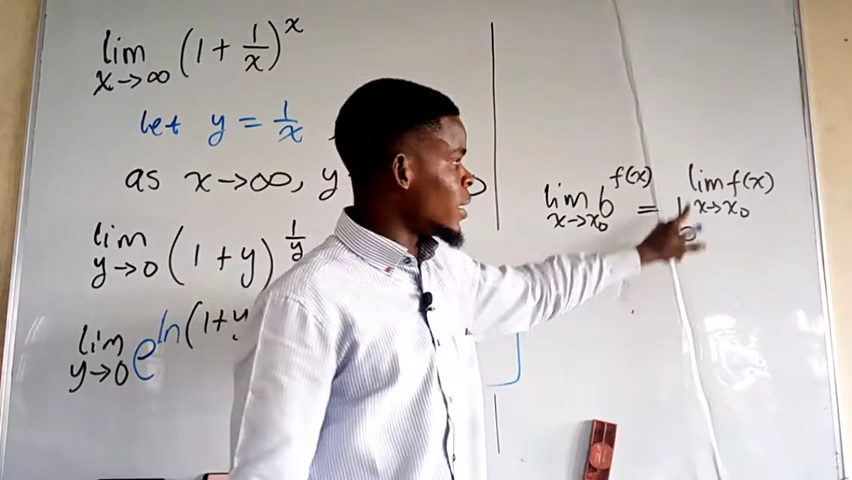 lim x→∞ (1 + 1/x)^x
let y = 1/x
as x→∞, y
lim y→0 (1 + y)^(1/y)
lim y→0 e^ln(1+y
lim x→x₀ b^f(x) = b^lim x→x₀ f(x)